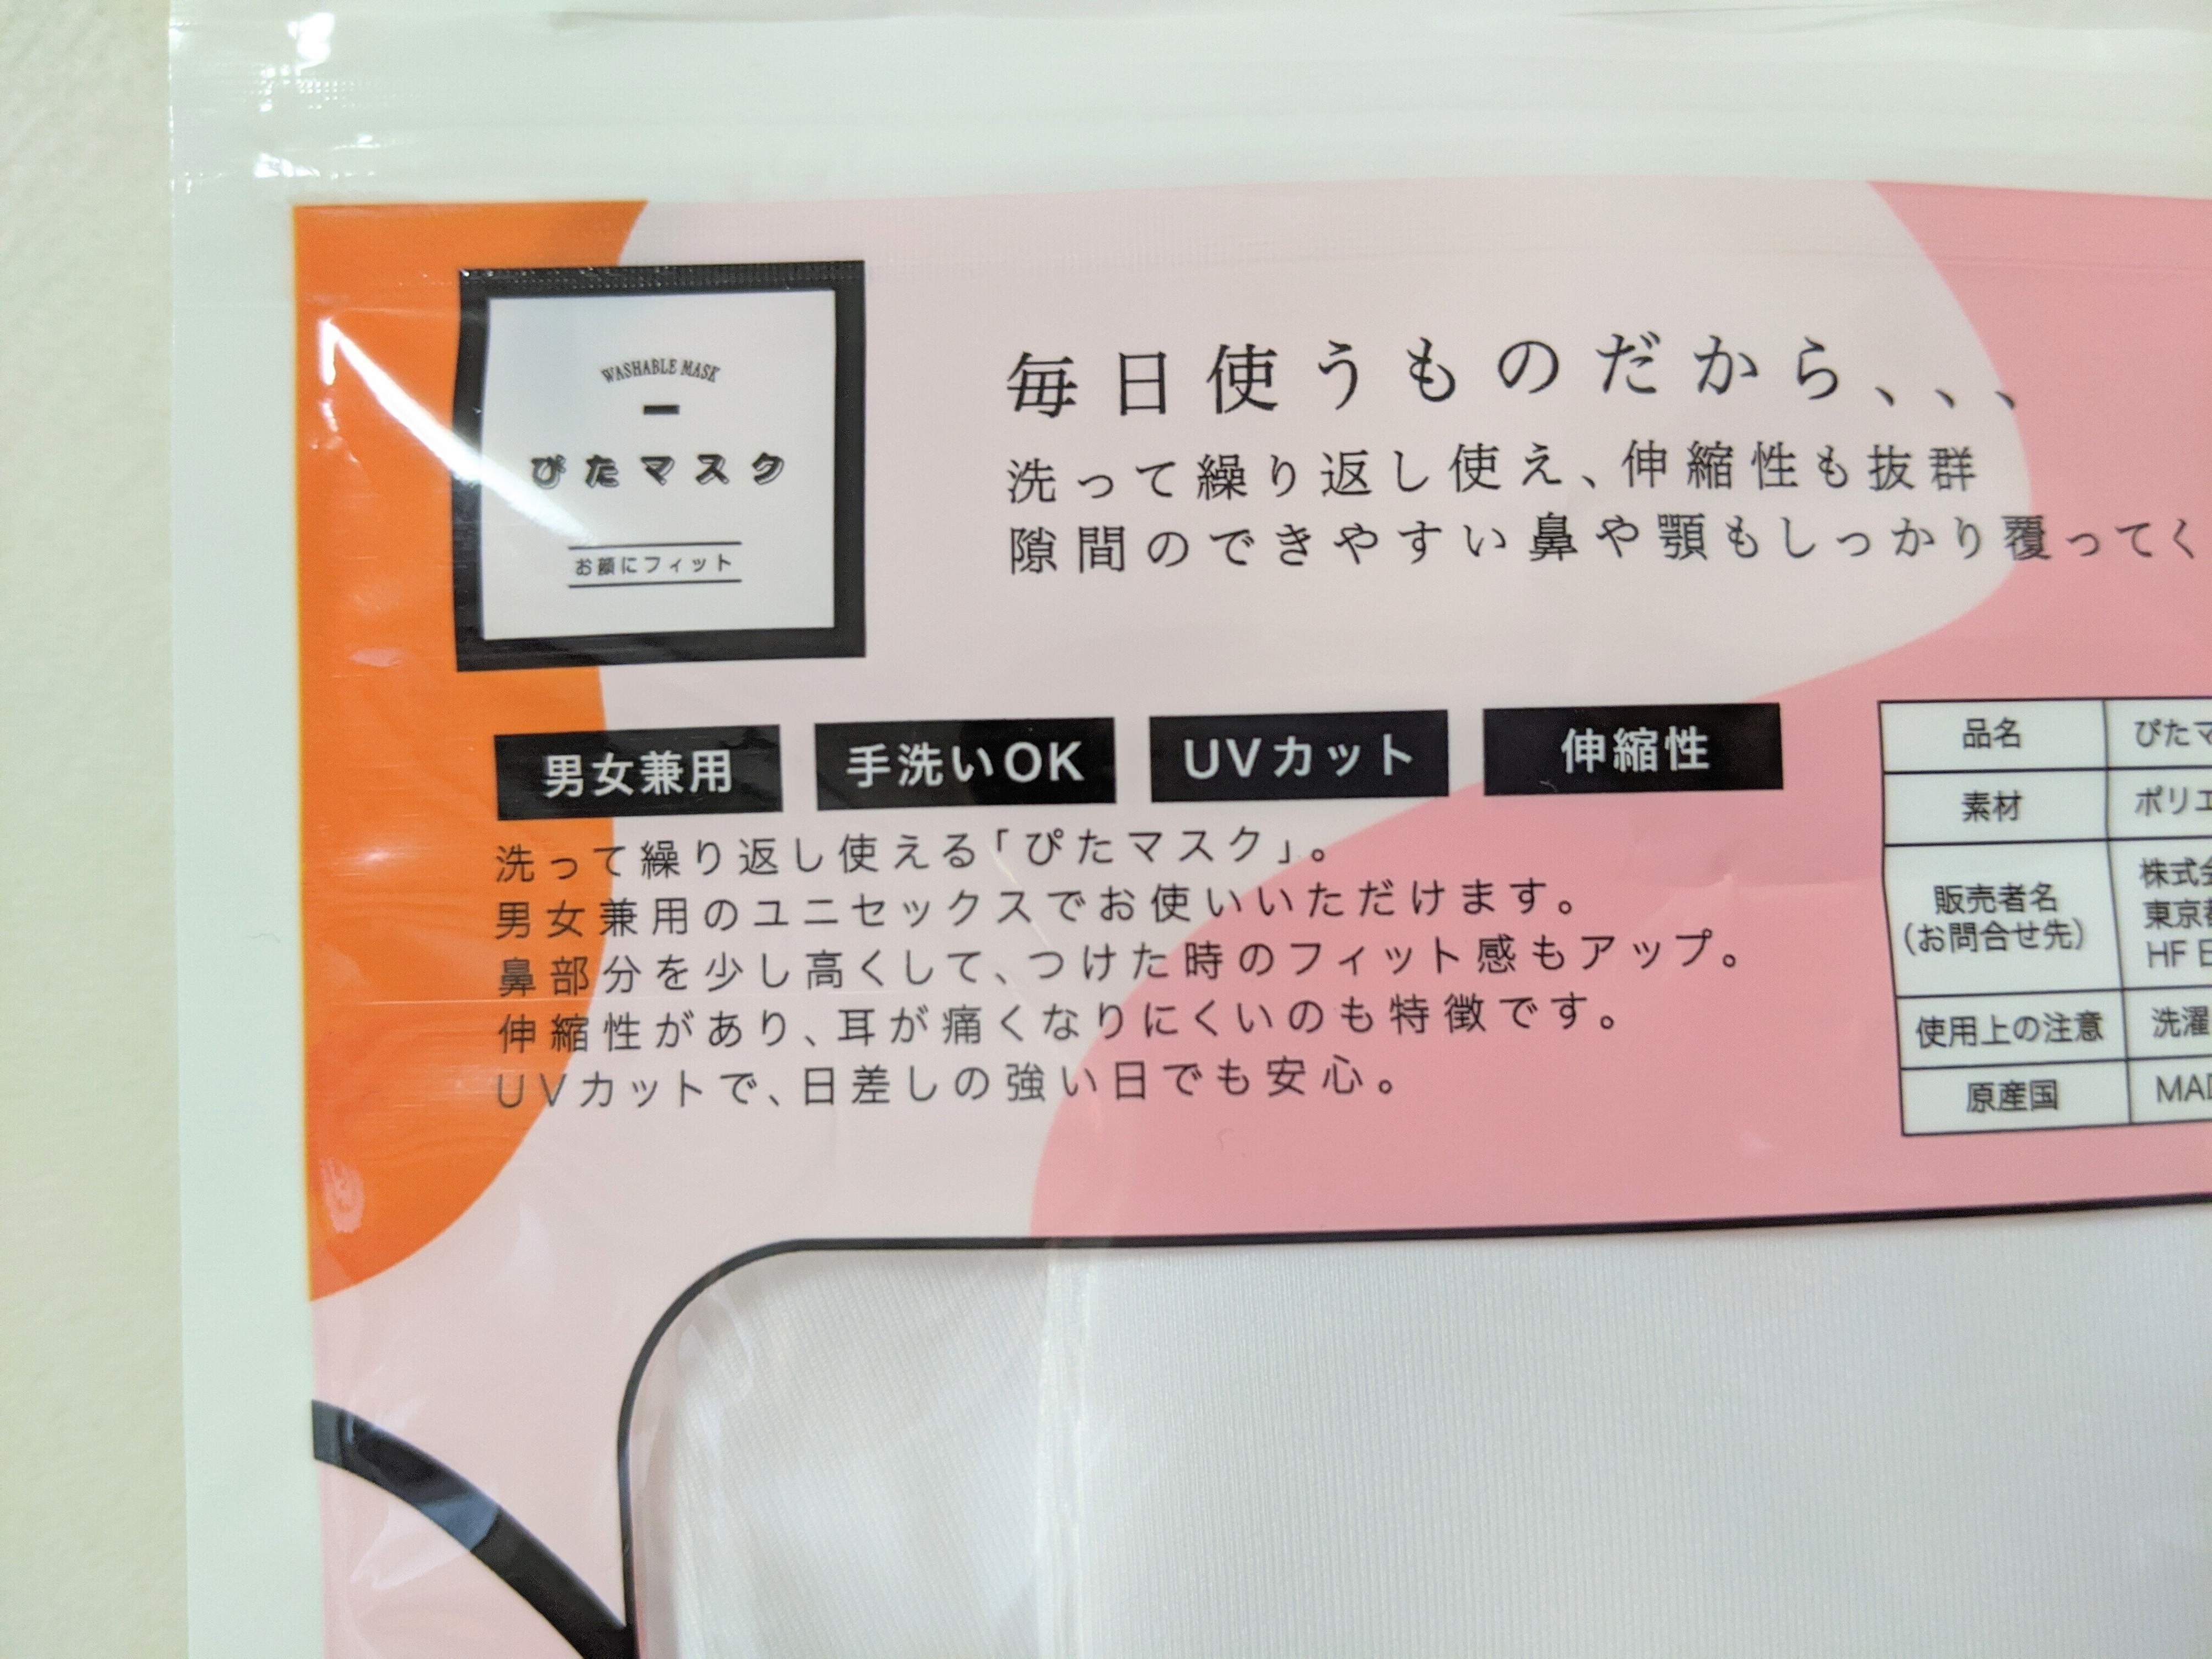 WASHABLE MASK
ぴたマスク
お顔にフィット
毎日使うものだから、、、
洗って繰り返し使え、伸縮性も抜群
隙間のできやすい鼻や顎もしっかり覆ってく
男女兼用
手洗いOK
UVカット
伸縮性
洗って繰り返し使える「ぴたマスク」。
男女兼用のユニセックスでお使いいただけます。
鼻部分を少し高くして、つけた時のフィット感もアップ。
伸縮性があり、耳が痛くなりにくいのも特徴です。
UVカットで、日差しの強い日でも安心。
品名 ぴたマ
素材 ポリエ
販売者名
(お問合せ先)
株式会
東京都
HF
使用上の注意 洗濯
原産国 MAD